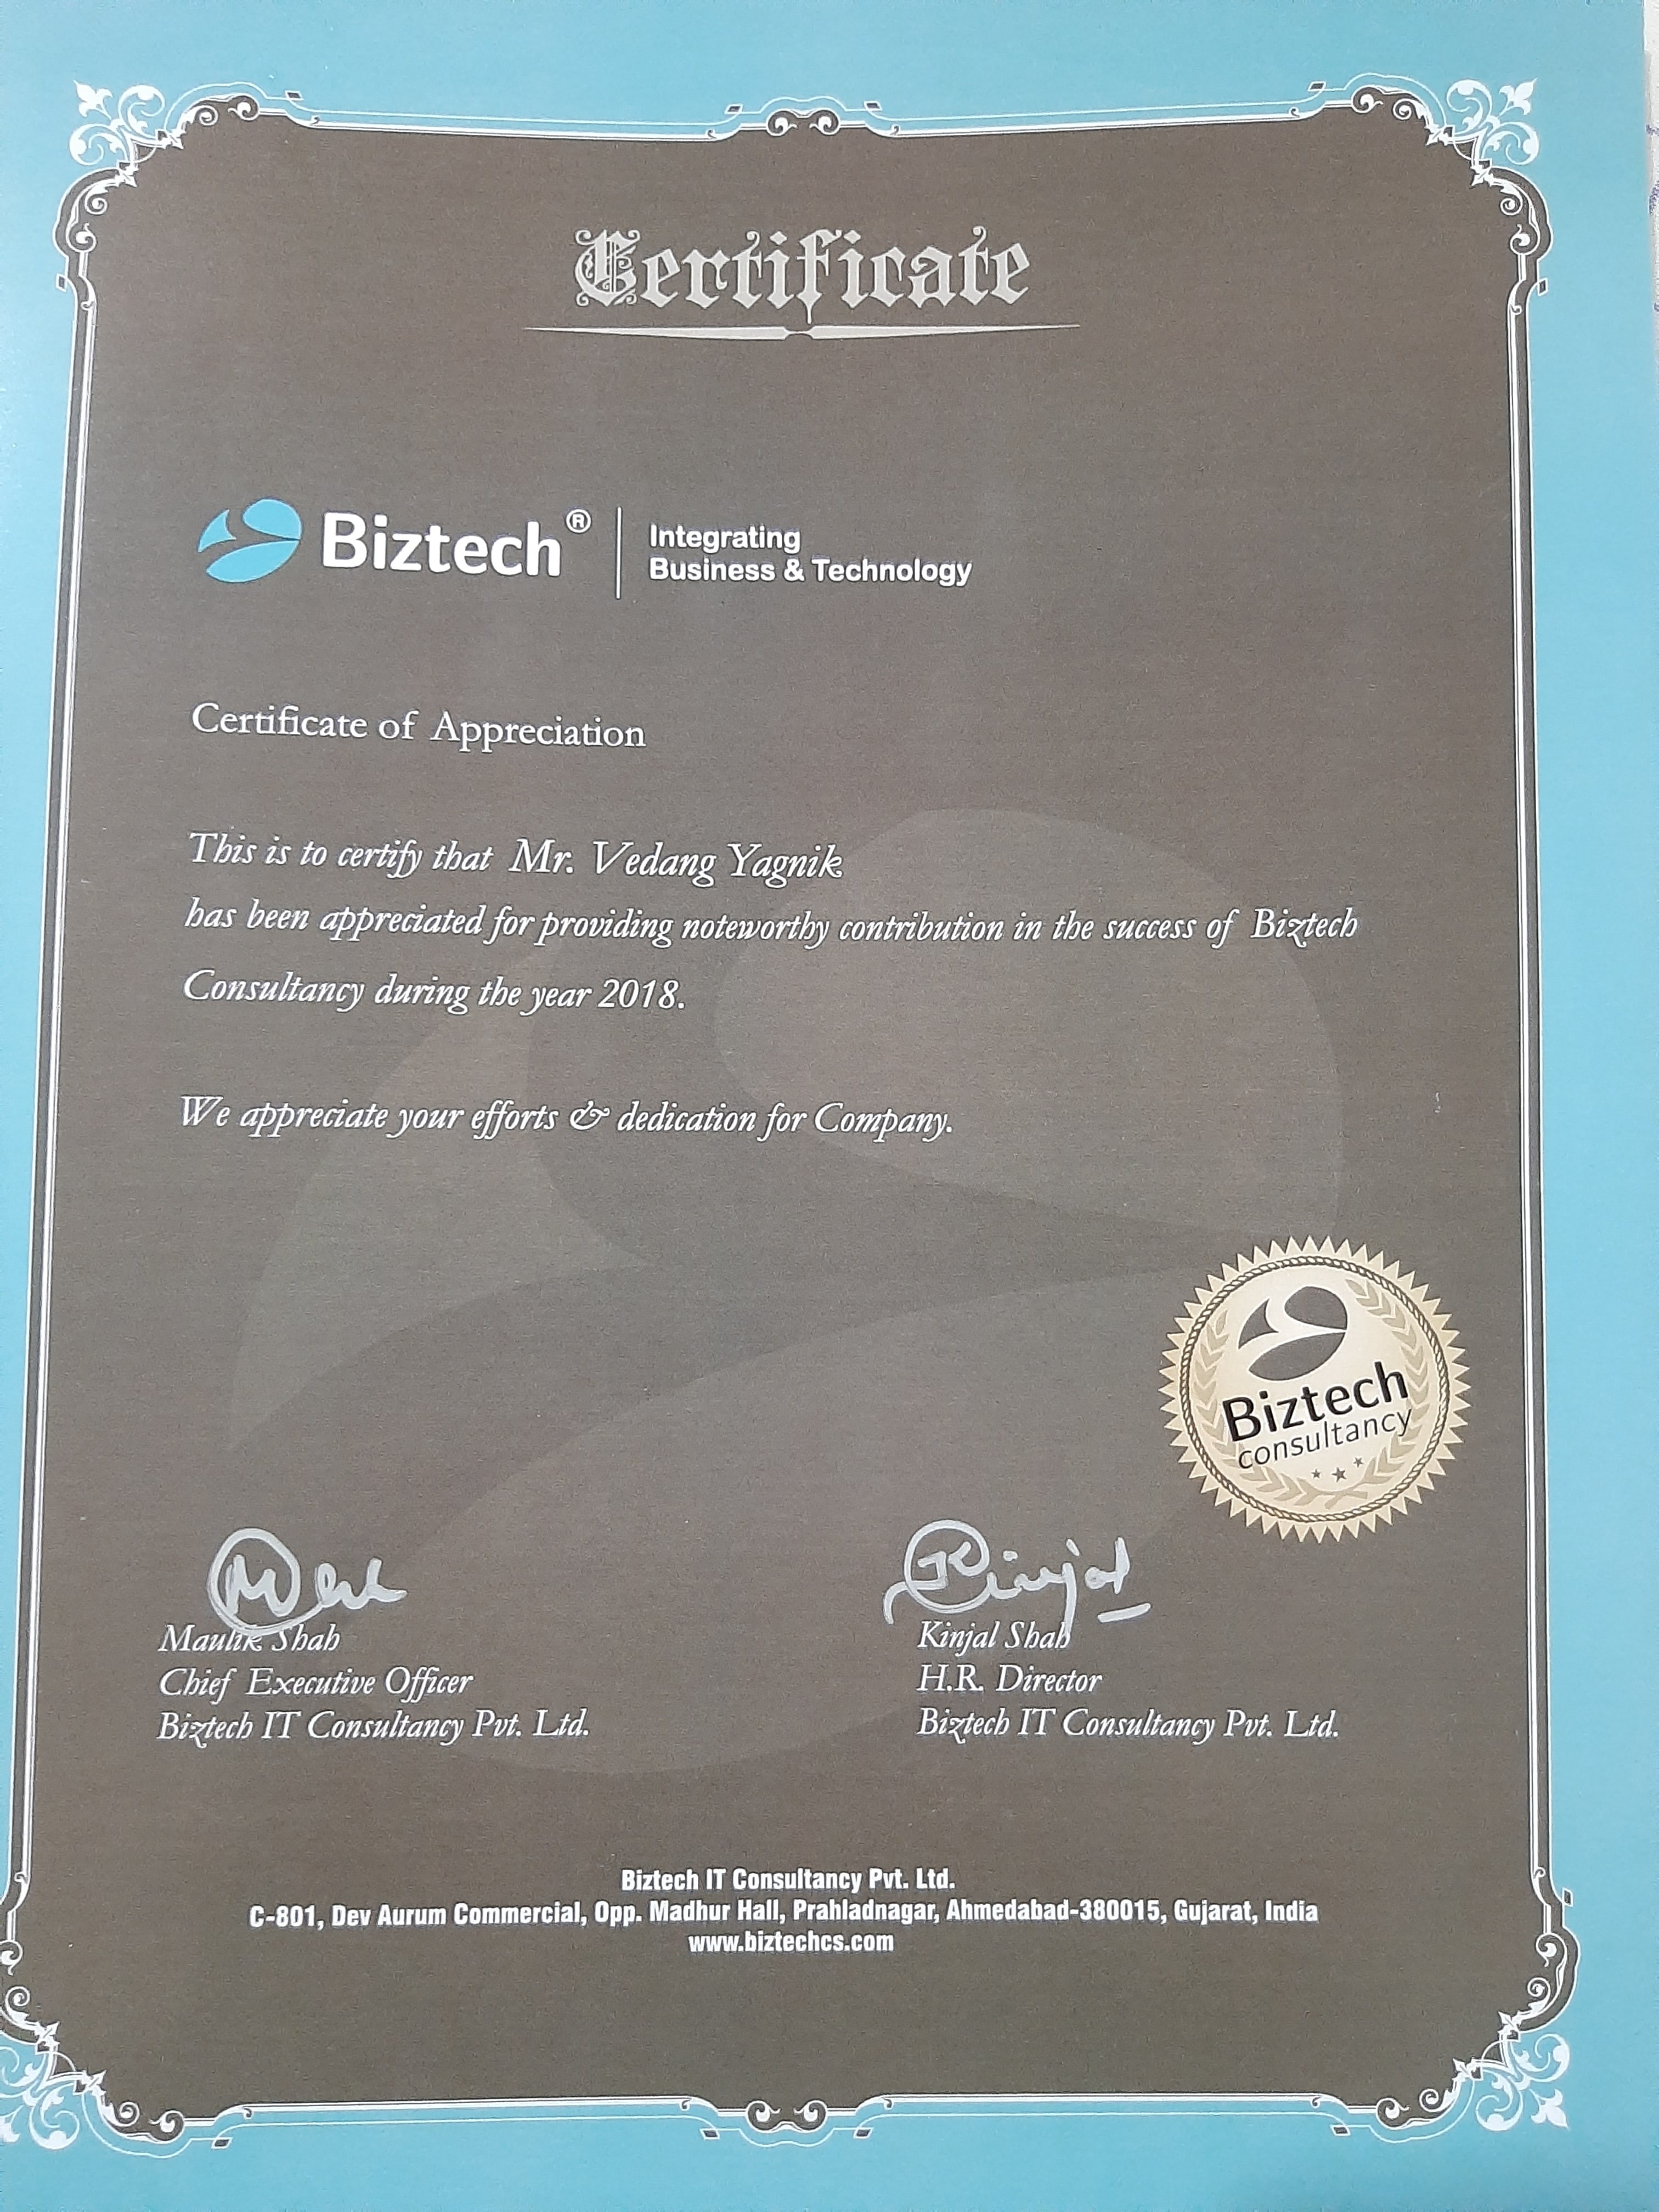 Certificate
Biztech® | Integrating
Business & Technology
Certificate of Appreciation
This is to certify that Mr. Vedang Yagnik
has been appreciated for providing noteworthy contribution in the success of Biztech
Consultancy during the year 2018.
We appreciate your efforts & dedication for Company.
Biztech
consultancy
Kinjal
Maulik Shah
Chief Executive Officer
Biztech IT Consultancy Pvt. Ltd.
Kinjal Shah
H.R. Director
Biztech IT Consultancy Pvt. Ltd.
Biztech IT Consultancy Pvt. Ltd.
C-801, Dev Aurum Commercial, Opp. Madhur Hall, Prahladnagar, Ahmedabad-380015, Gujarat, India
www.biztechcs.com